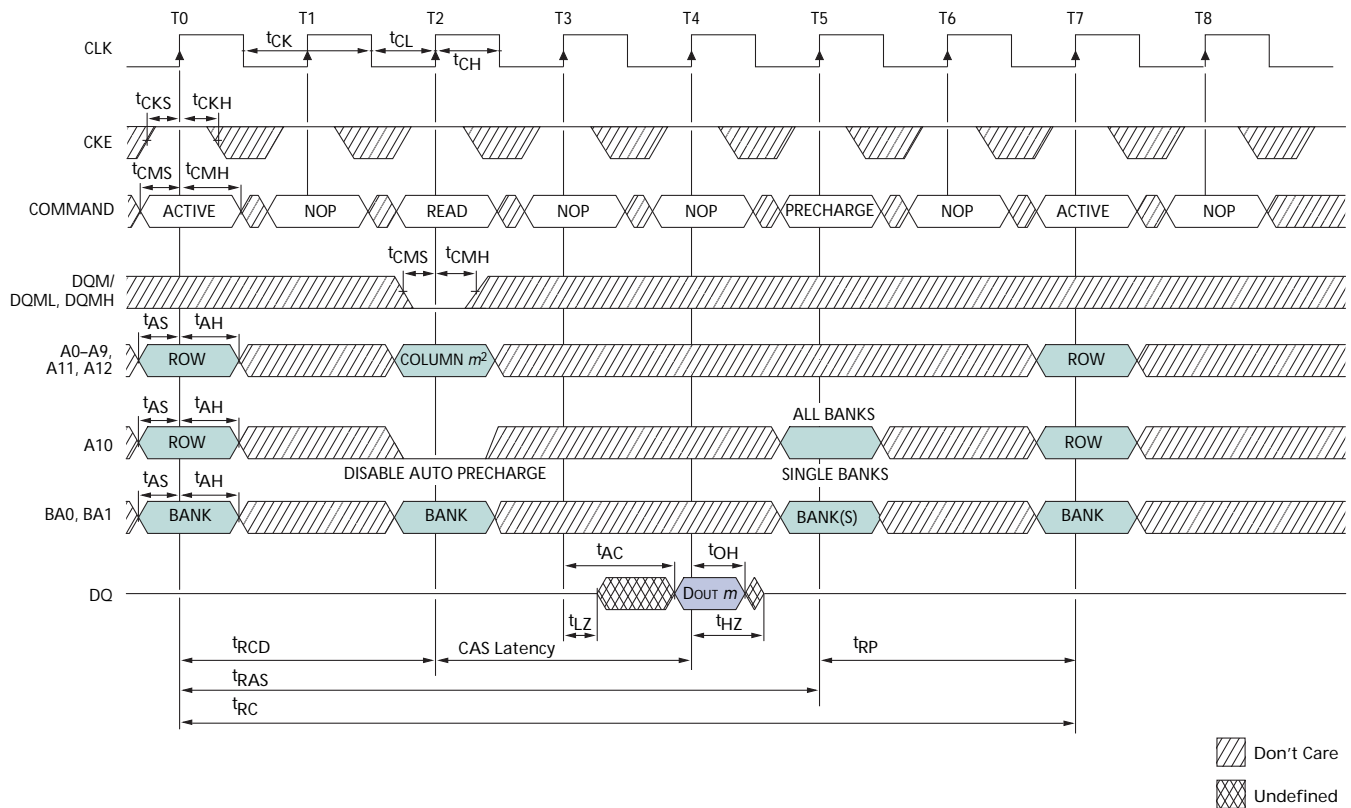 T0 T1 T2 T3 T4 T5 T6 T7 T8
CLK
tCK tCL
tCH
tCKS tCKH
CKE
tCMS tCMH
COMMAND ACTIVE NOP READ NOP NOP PRECHARGE NOP ACTIVE NOP
tCMS tCMH
DQM/
DQML, DQMH
tAS tAH
A0–A9,
A11, A12
ROW COLUMN m2 ROW
tAS tAH
ALL BANKS
A10 ROW ROW
DISABLE AUTO PRECHARGE SINGLE BANKS
tAS tAH
BA0, BA1 BANK BANK BANK(S) BANK
tAC tOH
DQ DOUT m
tLZ tHZ
tRCD CAS Latency tRP
tRAS
tRC
Don't Care
Undefined